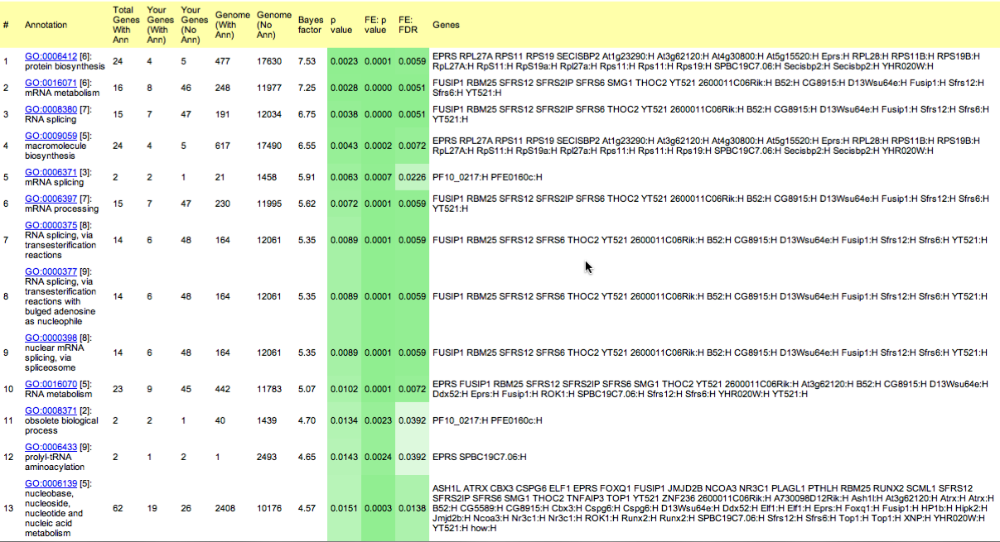 # Annotation Total Genes With Ann Your Genes (With Ann) Your Genes (No Ann) Genome (With Ann) Genome (No Ann) Bayes factor p value FE: p value FE: FDR Genes
1 GO:0006412 [6]: protein biosynthesis 24 4 5 477 17630 7.53 0.0023 0.0001 0.0059 EPRS RPL27A RPS11 RPS19 SECISBP2 At1g23290:H At3g62120:H At4g30800:H At5g15520:H Eprs:H RPL28:H RPS11B:H RPS19B:H
RpL27A:H RpS11:H RpS19a:H Rpl27a:H Rps11:H Rps11:H Rps19:H SPBC19C7.06:H Secisbp2:H Secisbp2:H YHR020W:H
2 GO:0016071 [6]: mRNA metabolism 16 8 46 248 11977 7.25 0.0028 0.0000 0.0051 FUSIP1 RBM25 SFRS12 SFRS2IP SFRS6 SMG1 THOC2 YT521 2600011C06Rik:H B52:H CG8915:H D13Wsu64e:H Fusip1:H Sfrs12:H
Sfrs6:H YT521:H
3 GO:0008380 [7]: RNA splicing 15 7 47 191 12034 6.75 0.0038 0.0000 0.0051 FUSIP1 RBM25 SFRS12 SFRS2IP SFRS6 THOC2 YT521 2600011C06Rik:H B52:H CG8915:H D13Wsu64e:H Fusip1:H Sfrs12:H Sfrs6:H
YT521:H
4 GO:0009059 [5]: macromolecule biosynthesis 24 4 5 617 17490 6.55 0.0043 0.0002 0.0072 EPRS RPL27A RPS11 RPS19 SECISBP2 At1g23290:H At3g62120:H At4g30800:H At5g15520:H Eprs:H RPL28:H RPS11B:H RPS19B:H
RpL27A:H RpS11:H RpS19a:H Rpl27a:H Rps11:H Rps11:H Rps19:H SPBC19C7.06:H Secisbp2:H Secisbp2:H YHR020W:H
5 GO:0006371 [3]: mRNA splicing 2 2 1 21 1458 5.91 0.0063 0.0007 0.0226 PF10_0217:H PFE0160c:H
6 GO:0006397 [7]: mRNA processing 15 7 47 230 11995 5.62 0.0072 0.0001 0.0059 FUSIP1 RBM25 SFRS12 SFRS2IP SFRS6 THOC2 YT521 2600011C06Rik:H B52:H CG8915:H D13Wsu64e:H Fusip1:H Sfrs12:H Sfrs6:H
YT521:H
7 GO:0000375 [8]: RNA splicing, via transesterification reactions 14 6 48 164 12061 5.35 0.0089 0.0001 0.0059 FUSIP1 RBM25 SFRS12 SFRS6 THOC2 YT521 2600011C06Rik:H B52:H CG8915:H D13Wsu64e:H Fusip1:H Sfrs12:H Sfrs6:H YT521:H
8 GO:0000377 [9]: RNA splicing, via transesterification reactions with bulged adenosine as nucleophile 14 6 48 164 12061 5.35 0.0089 0.0001 0.0059 FUSIP1 RBM25 SFRS12 SFRS6 THOC2 YT521 2600011C06Rik:H B52:H CG8915:H D13Wsu64e:H Fusip1:H Sfrs12:H Sfrs6:H YT521:H
9 GO:0000398 [8]: nuclear mRNA splicing, via spliceosome 14 6 48 164 12061 5.35 0.0089 0.0001 0.0059 FUSIP1 RBM25 SFRS12 SFRS6 THOC2 YT521 2600011C06Rik:H B52:H CG8915:H D13Wsu64e:H Fusip1:H Sfrs12:H Sfrs6:H YT521:H
10 GO:0016070 [5]: RNA metabolism 23 9 45 442 11783 5.07 0.0102 0.0001 0.0072 EPRS FUSIP1 RBM25 SFRS12 SFRS2IP SFRS6 SMG1 THOC2 YT521 2600011C06Rik:H At3g62120:H B52:H CG8915:H D13Wsu64e:H
Ddx52:H Eprs:H Fusip1:H ROK1:H SPBC19C7.06:H Sfrs12:H Sfrs6:H YHR020W:H YT521:H
11 GO:0008371 [2]: obsolete biological process 2 2 1 40 1439 4.70 0.0134 0.0023 0.0392 PF10_0217:H PFE0160c:H
12 GO:0006433 [9]: prolyl-tRNA aminoacylation 2 1 2 1 2493 4.65 0.0143 0.0024 0.0392 EPRS SPBC19C7.06:H
13 GO:0006139 [5]: nucleobase, nucleoside, nucleotide and nucleic acid metabolism 62 19 26 2408 10176 4.57 0.0151 0.0003 0.0138 ASH1L ATRX CBX3 CSPG6 ELF1 EPRS FOXQ1 FUSIP1 JMJD2B NCOA3 NR3C1 PLAGL1 PTHLH RBM25 RUNX2 SCML1 SFRS12
SFRS2IP SFRS6 SMG1 THOC2 TNFAIP3 TOP1 YT521 ZNF236 2600011C06Rik:H A730098D12Rik:H Ash1l:H At3g62120:H Atrx:H Atrx:H
B52:H CG5589:H CG8915:H Cbx3:H Cspg6:H Cspg6:H D13Wsu64e:H Ddx52:H Elf1:H Elf1:H Eprs:H Foxq1:H Fusip1:H HP1b:H Hipk2:H
Jmjd2b:H Ncoa3:H Nr3c1:H Nr3c1:H ROK1:H Runx2:H Runx2:H SPBC19C7.06:H Sfrs12:H Sfrs6:H Top1:H Top1:H XNP:H YHR020W:H
YT521:H how:H